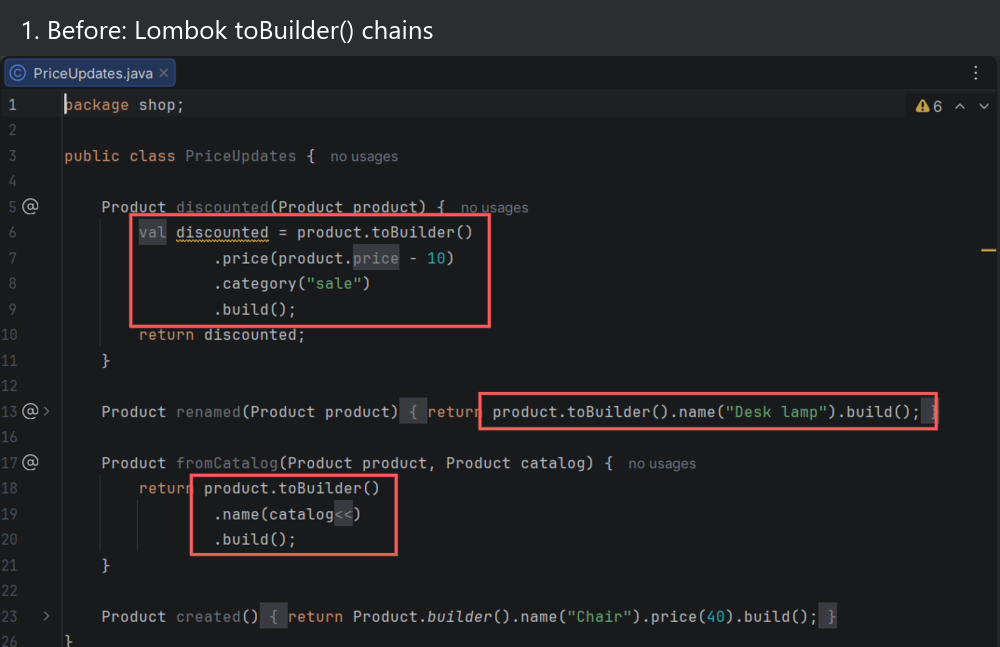 1. Before: Lombok toBuilder() chains
PriceUpdates.java
1 package shop;
6
2
3 public class PriceUpdates { no usages
4
5 @ Product discounted(Product product) { no usages
6 val discounted = product.toBuilder()
7 .price(product.price - 10)
8 .category("sale")
9 .build();
10 return discounted;
11 }
12
13 @ Product renamed(Product product) { return product.toBuilder().name("Desk lamp").build(); }
16
17 @ Product fromCatalog(Product product, Product catalog) { no usages
18 return product.toBuilder()
19 .name(catalog<<)
20 .build();
21 }
22
23 Product created() { return Product.builder().name("Chair").price(40).build(); }
26 }